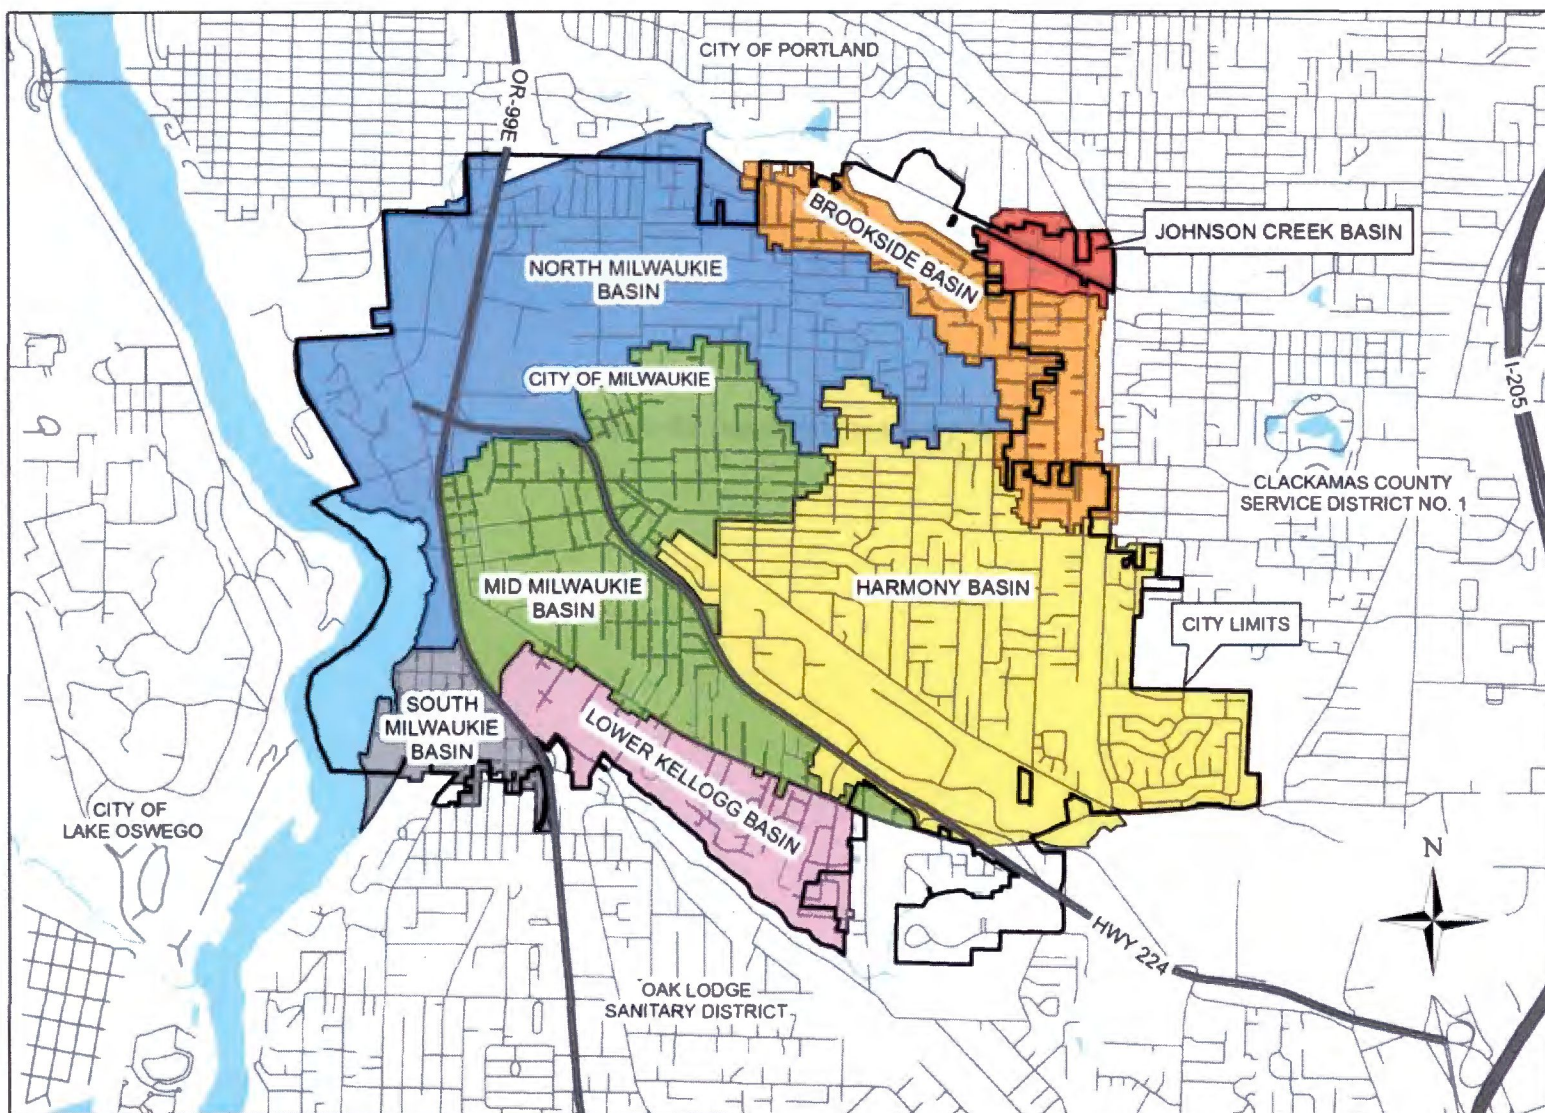 CITY OF PORTLAND
OR-99E
BROOKSIDE BASIN
JOHNSON CREEK BASIN
NORTH MILWAUKIE
BASIN
CITY OF MILWAUKIE
I-205
CLACKAMAS COUNTY
SERVICE DISTRICT NO. 1
MID MILWAUKIE
BASIN
HARMONY BASIN
CITY LIMITS
SOUTH
MILWAUKIE
BASIN
LOWER KELLOGG BASIN
CITY OF
LAKE OSWEGO
N
HWY 224
OAK LODGE
SANITARY DISTRICT